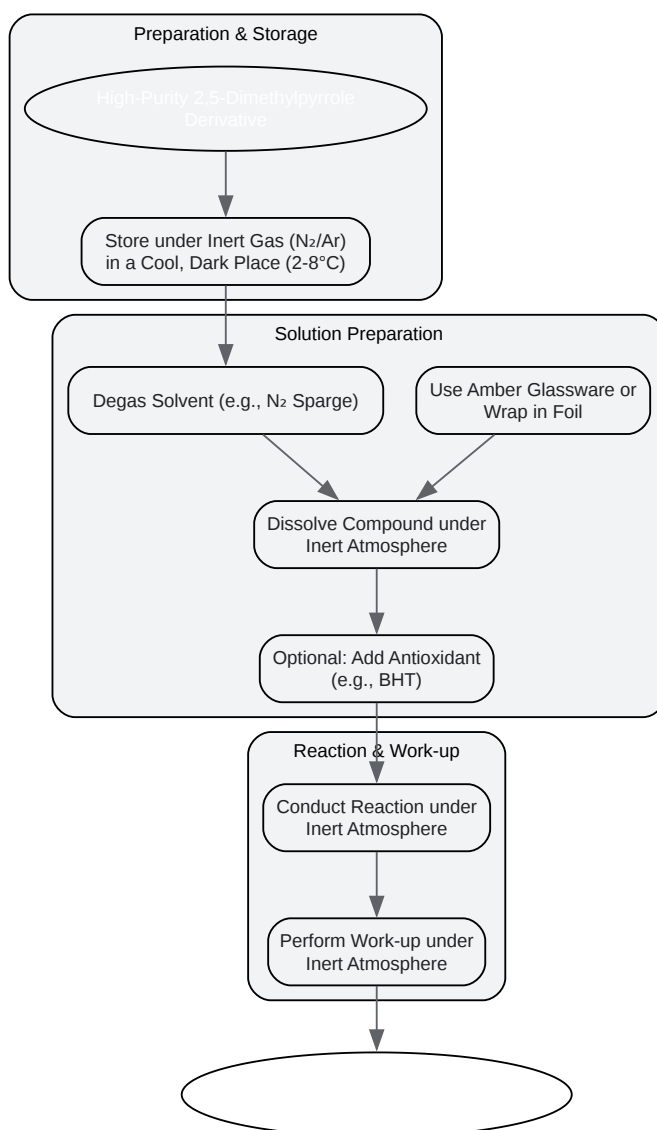 Preparation & Storage
High-Purity 2,5-Dimethylpyrrole
Derivative
Store under Inert Gas (N₂/Ar)
in a Cool, Dark Place (2-8°C)
Solution Preparation
Degas Solvent (e.g., N₂ Sparge)
Use Amber Glassware or
Wrap in Foil
Dissolve Compound under
Inert Atmosphere
Optional: Add Antioxidant
(e.g., BHT)
Reaction & Work-up
Conduct Reaction under
Inert Atmosphere
Perform Work-up under
Inert Atmosphere